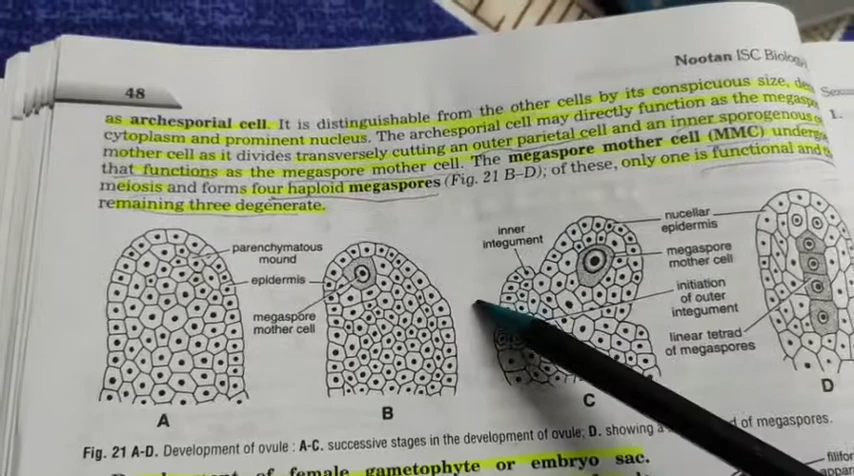 Nootan ISC Biology
48
as archesporial cell. It is distinguishable from the other cells by its conspicuous size,
cytoplasm and prominent nucleus. The archesporial cell may directly function as the
mother cell as it divides transversely cutting an outer parietal cell and an inner sporogenous
that functions as the megaspore mother cell. The megaspore mother cell (MMC)
meiosis and forms four haploid megaspores (Fig. 21 B-D); of these, only one is functional and
remaining three degenerate.
1.
parenchymatous
mound
epidermis
megaspore
mother cell
inner
integument
nucellar
epidermis
megaspore
mother cell
initiation
of outer
integument
linear tetrad
of megaspores
A
B
C
D
Fig. 21 A-D. Development of ovule : A-C. successive stages in the development of ovule; D. showing of megaspores.
of female gametophyte or embryo sac.